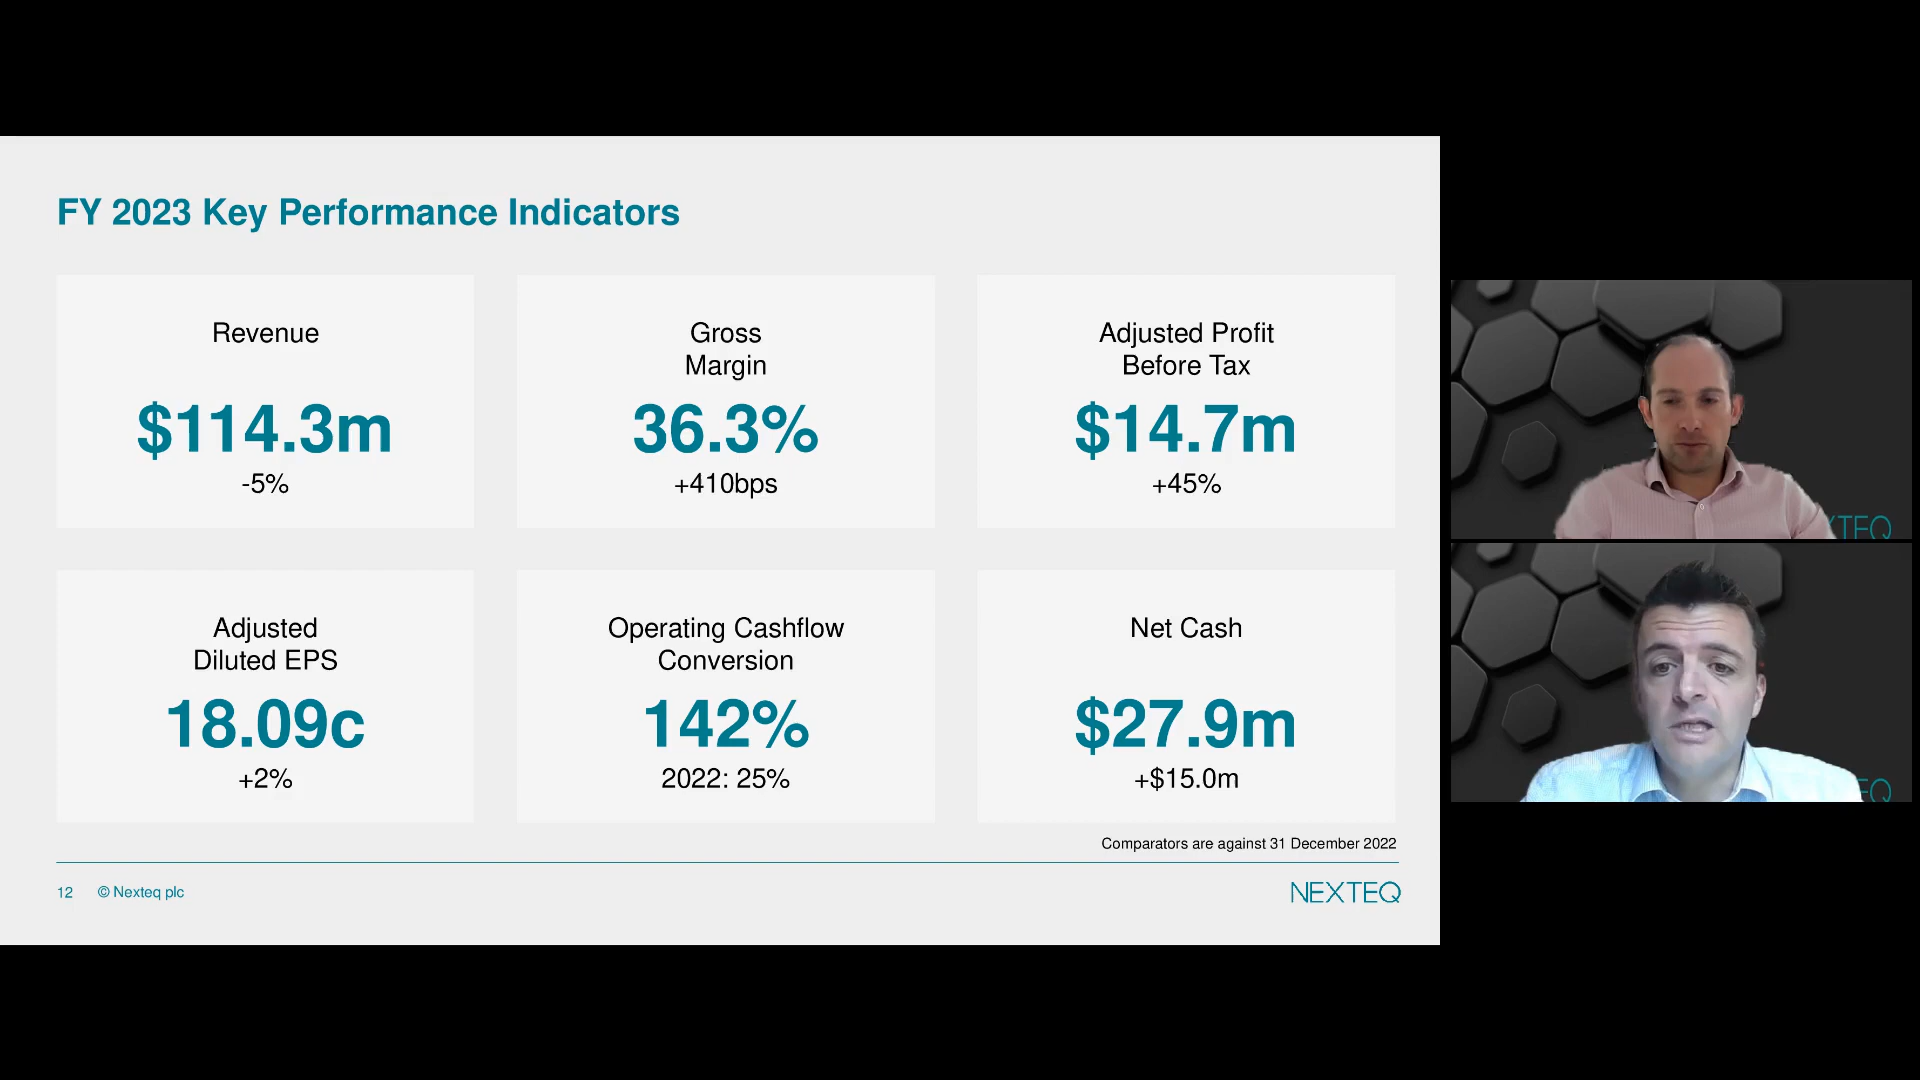 FY 2023 Key Performance Indicators
Revenue
$114.3m
-5%
Gross
Margin
36.3%
+410bps
Adjusted Profit
Before Tax
$14.7m
+45%
Adjusted
Diluted EPS
18.09c
+2%
Operating Cashflow
Conversion
142%
2022: 25%
Net Cash
$27.9m
+$15.0m
Comparators are against 31 December 2022
12 © Nexteq plc
NEXTEQ
XTEQ
EQ